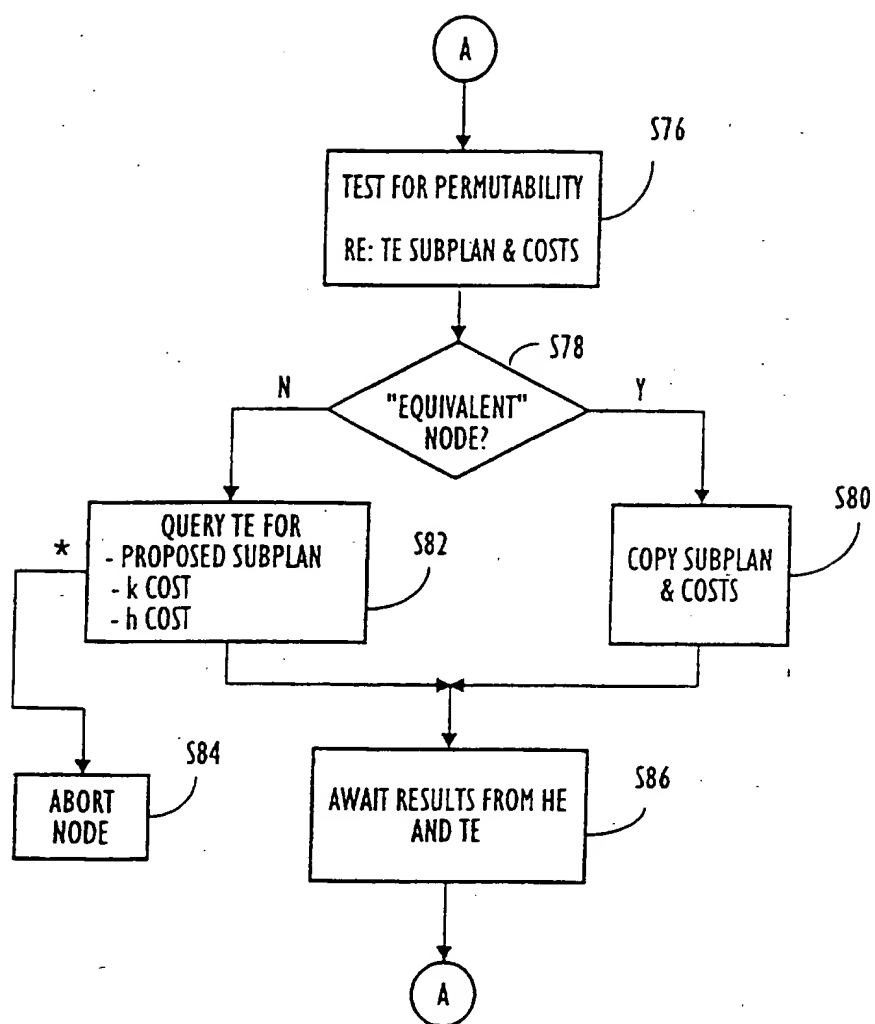 A
S76
TEST FOR PERMUTABILITY
RE: TE SUBPLAN & COSTS
S78
N
"EQUIVALENT"
NODE?
Y
*
QUERY TE FOR
- PROPOSED SUBPLAN
- k COST
- h COST
S82
COPY SUBPLAN
& COSTS
S80
S84
ABORT
NODE
AWAIT RESULTS FROM HE
AND TE
S86
A